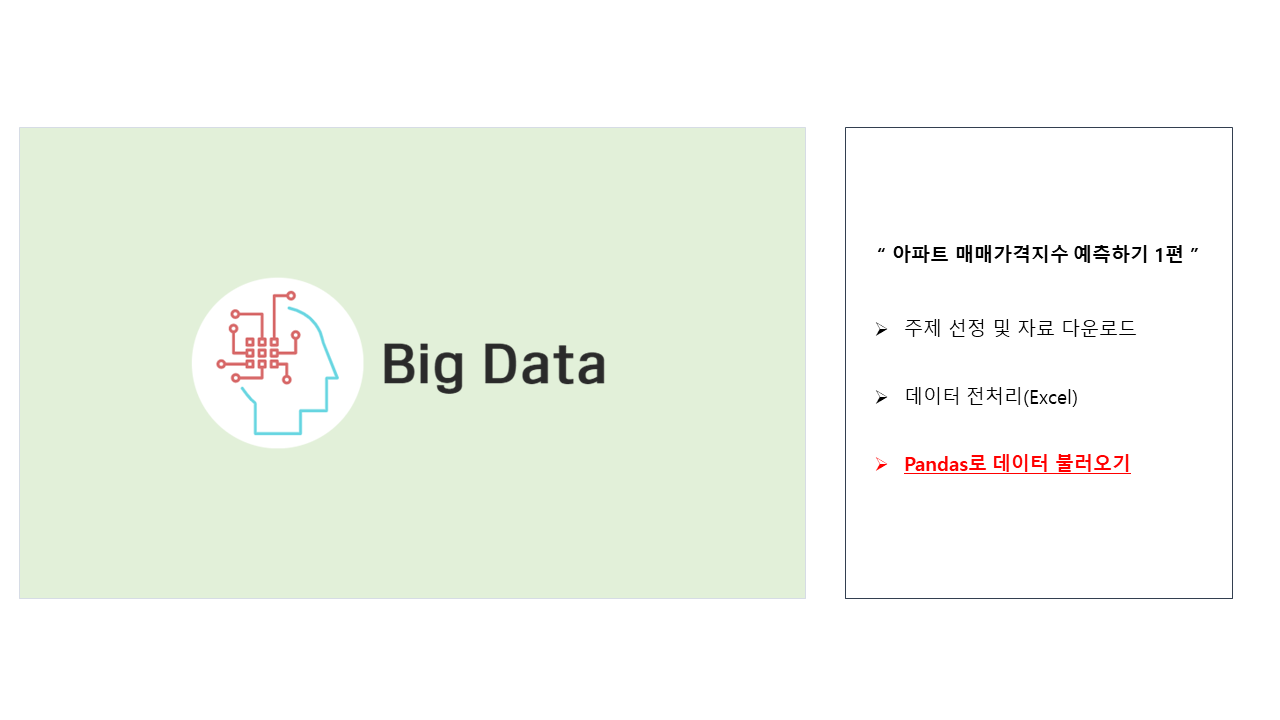 Big Data
“ 아파트 매매가격지수 예측하기 1편 ”
➢ 주제 선정 및 자료 다운로드
➢ 데이터 전처리(Excel)
➢ Pandas로 데이터 불러오기